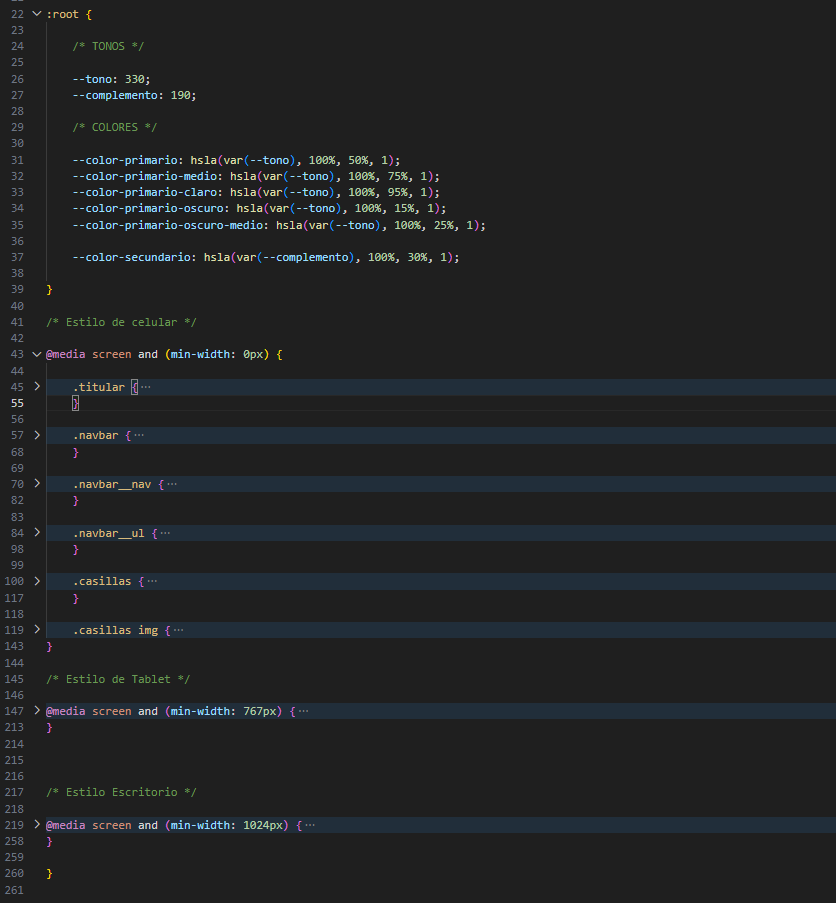 22 :root {
23
24 /* TONOS */
25
26 --tono: 330;
27 --complemento: 190;
28
29 /* COLORES */
30
31 --color-primario: hsla(var(--tono), 100%, 50%, 1);
32 --color-primario-medio: hsla(var(--tono), 100%, 75%, 1);
33 --color-primario-claro: hsla(var(--tono), 100%, 95%, 1);
34 --color-primario-oscuro: hsla(var(--tono), 100%, 15%, 1);
35 --color-primario-oscuro-medio: hsla(var(--tono), 100%, 25%, 1);
36
37 --color-secundario: hsla(var(--complemento), 100%, 30%, 1);
38
39 }
40
41 /* Estilo de celular */
42
43 @media screen and (min-width: 0px) {
44
45 .titular { ···
55 }
56
57 .navbar { ···
68 }
69
70 .navbar__nav { ···
82 }
83
84 .navbar__ul { ···
98 }
99
100 .casillas { ···
117 }
118
119 .casillas img { ···
143 }
144
145 /* Estilo de Tablet */
146
147 @media screen and (min-width: 767px) { ···
213 }
214
215
216
217 /* Estilo Escritorio */
218
219 @media screen and (min-width: 1024px) { ···
258 }
259
260 }
261